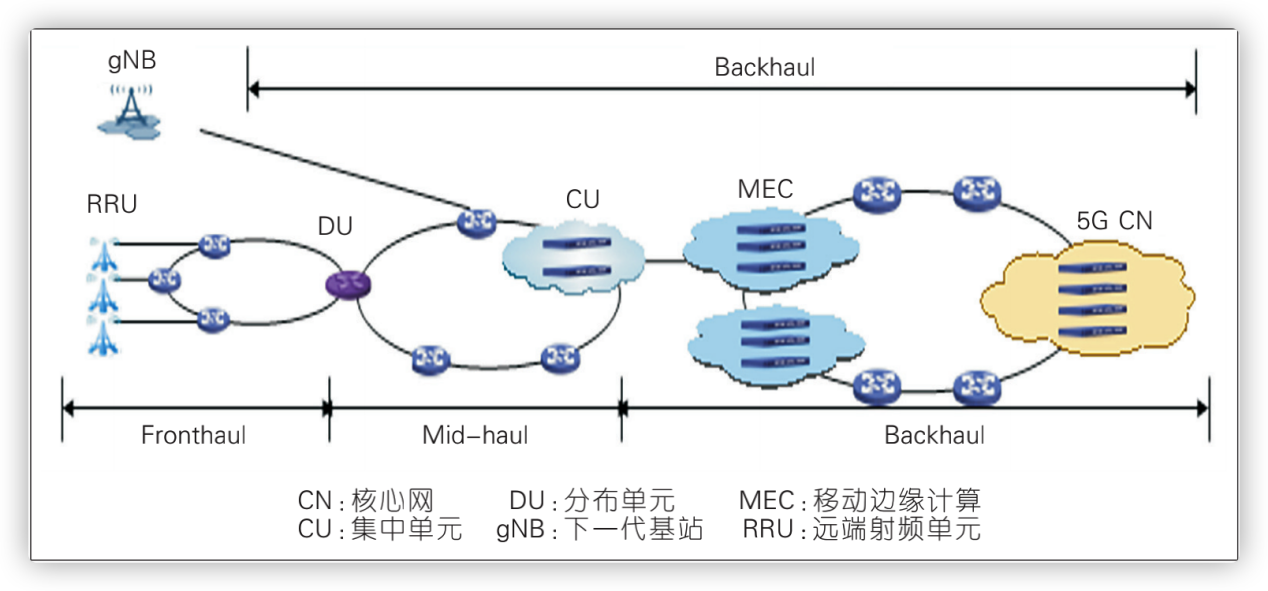 gNB
Backhaul
RRU
DU
CU
MEC
5G CN
Fronthaul
Mid-haul
Backhaul
CN:核心网 DU:分布单元 MEC:移动边缘计算
CU:集中单元 gNB:下一代基站 RRU:远端射频单元